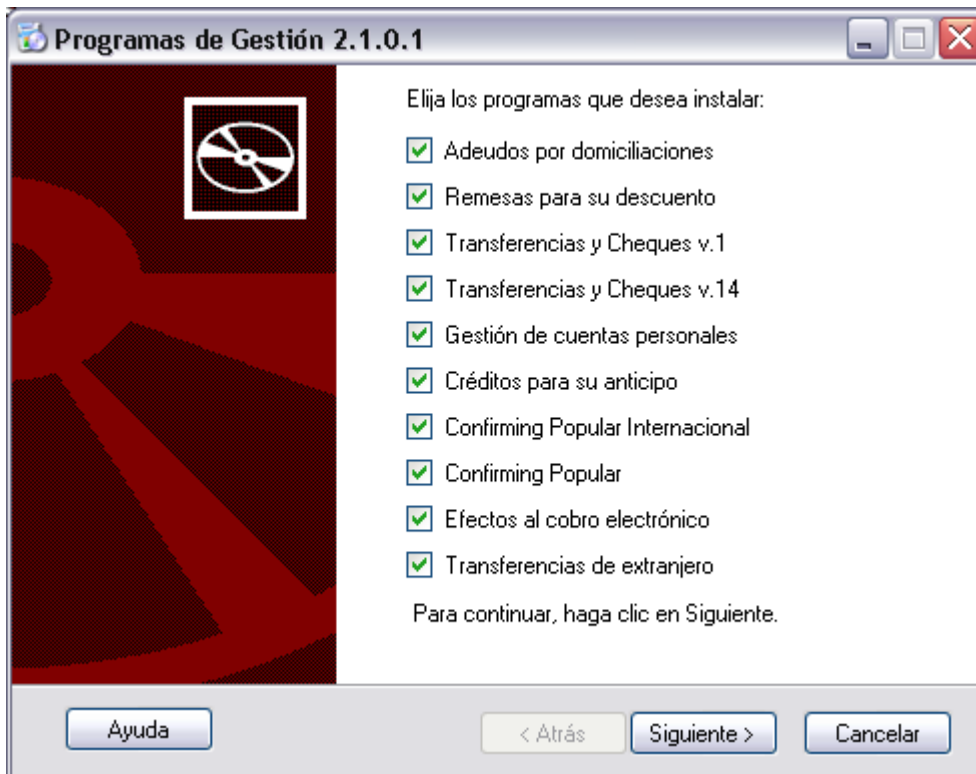 Programas de Gestión 2.1.0.1
Elija los programas que desea instalar:
Adeudos por domiciliaciones
Remesas para su descuento
Transferencias y Cheques v.1
Transferencias y Cheques v.14
Gestión de cuentas personales
Créditos para su anticipo
Confirming Popular Internacional
Confirming Popular
Efectos al cobro electrónico
Transferencias de extranjero
Para continuar, haga clic en Siguiente.
Ayuda
< Atrás
Siguiente >
Cancelar